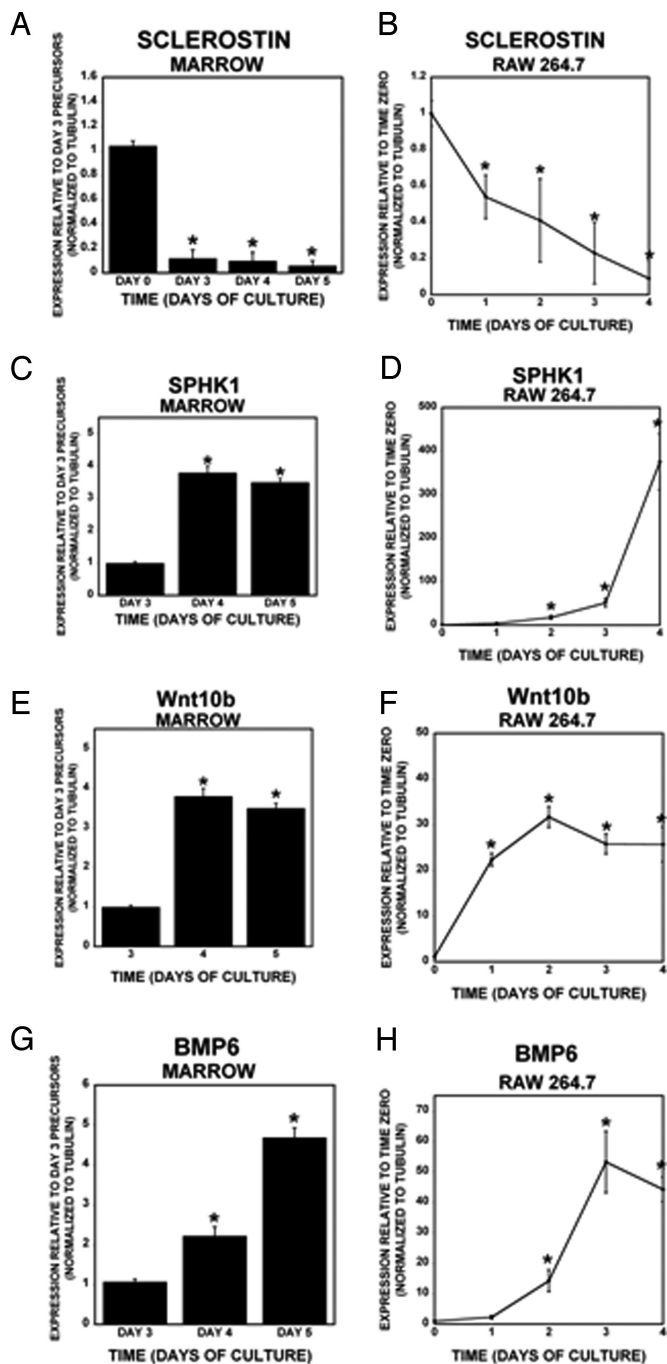 A
SCLEROSTIN
MARROW
EXPRESSION RELATIVE TO DAY 3 PRECURSORS
(NORMALIZED TO TUBULIN)
1.6
1.4
1.2
1
0.8
0.6
0.4
0.2
0
DAY 0 DAY 3 DAY 4 DAY 5
* * *
TIME (DAYS OF CULTURE)
B
SCLEROSTIN
RAW 264.7
EXPRESSION RELATIVE TO TIME ZERO
(NORMALIZED TO TUBULIN)
1.2
1
0.8
0.6
0.4
0.2
0
* * * *
0 1 2 3 4
TIME (DAYS OF CULTURE)
C
SPHK1
MARROW
EXPRESSION RELATIVE TO DAY 3 PRECURSORS
(NORMALIZED TO TUBULIN)
5
4
3
2
1
0
* *
DAY 3 DAY 4 DAY 5
TIME (DAYS OF CULTURE)
D
SPHK1
RAW 264.7
EXPRESSION RELATIVE TO TIME ZERO
(NORMALIZED TO TUBULIN)
500
400
300
200
100
0
* * *
0 1 2 3 4
TIME (DAYS OF CULTURE)
E
Wnt10b
MARROW
EXPRESSION RELATIVE TO DAY 3 PRECURSORS
(NORMALIZED TO TUBULIN)
5
4
3
2
1
0
* *
3 4 5
TIME (DAYS OF CULTURE)
F
Wnt10b
RAW 264.7
EXPRESSION RELATIVE TO TIME ZERO
(NORMALIZED TO TUBULIN)
50
40
30
20
10
0
* * * *
0 1 2 3 4
TIME (DAYS OF CULTURE)
G
BMP6
MARROW
EXPRESSION RELATIVE TO DAY 3 PRECURSORS
(NORMALIZED TO TUBULIN)
6
5
4
3
2
1
0
* *
DAY 3 DAY 4 DAY 5
TIME (DAYS OF CULTURE)
H
BMP6
RAW 264.7
EXPRESSION RELATIVE TO TIME ZERO
(NORMALIZED TO TUBULIN)
70
60
50
40
30
20
10
0
* * *
0 1 2 3 4
TIME (DAYS OF CULTURE)